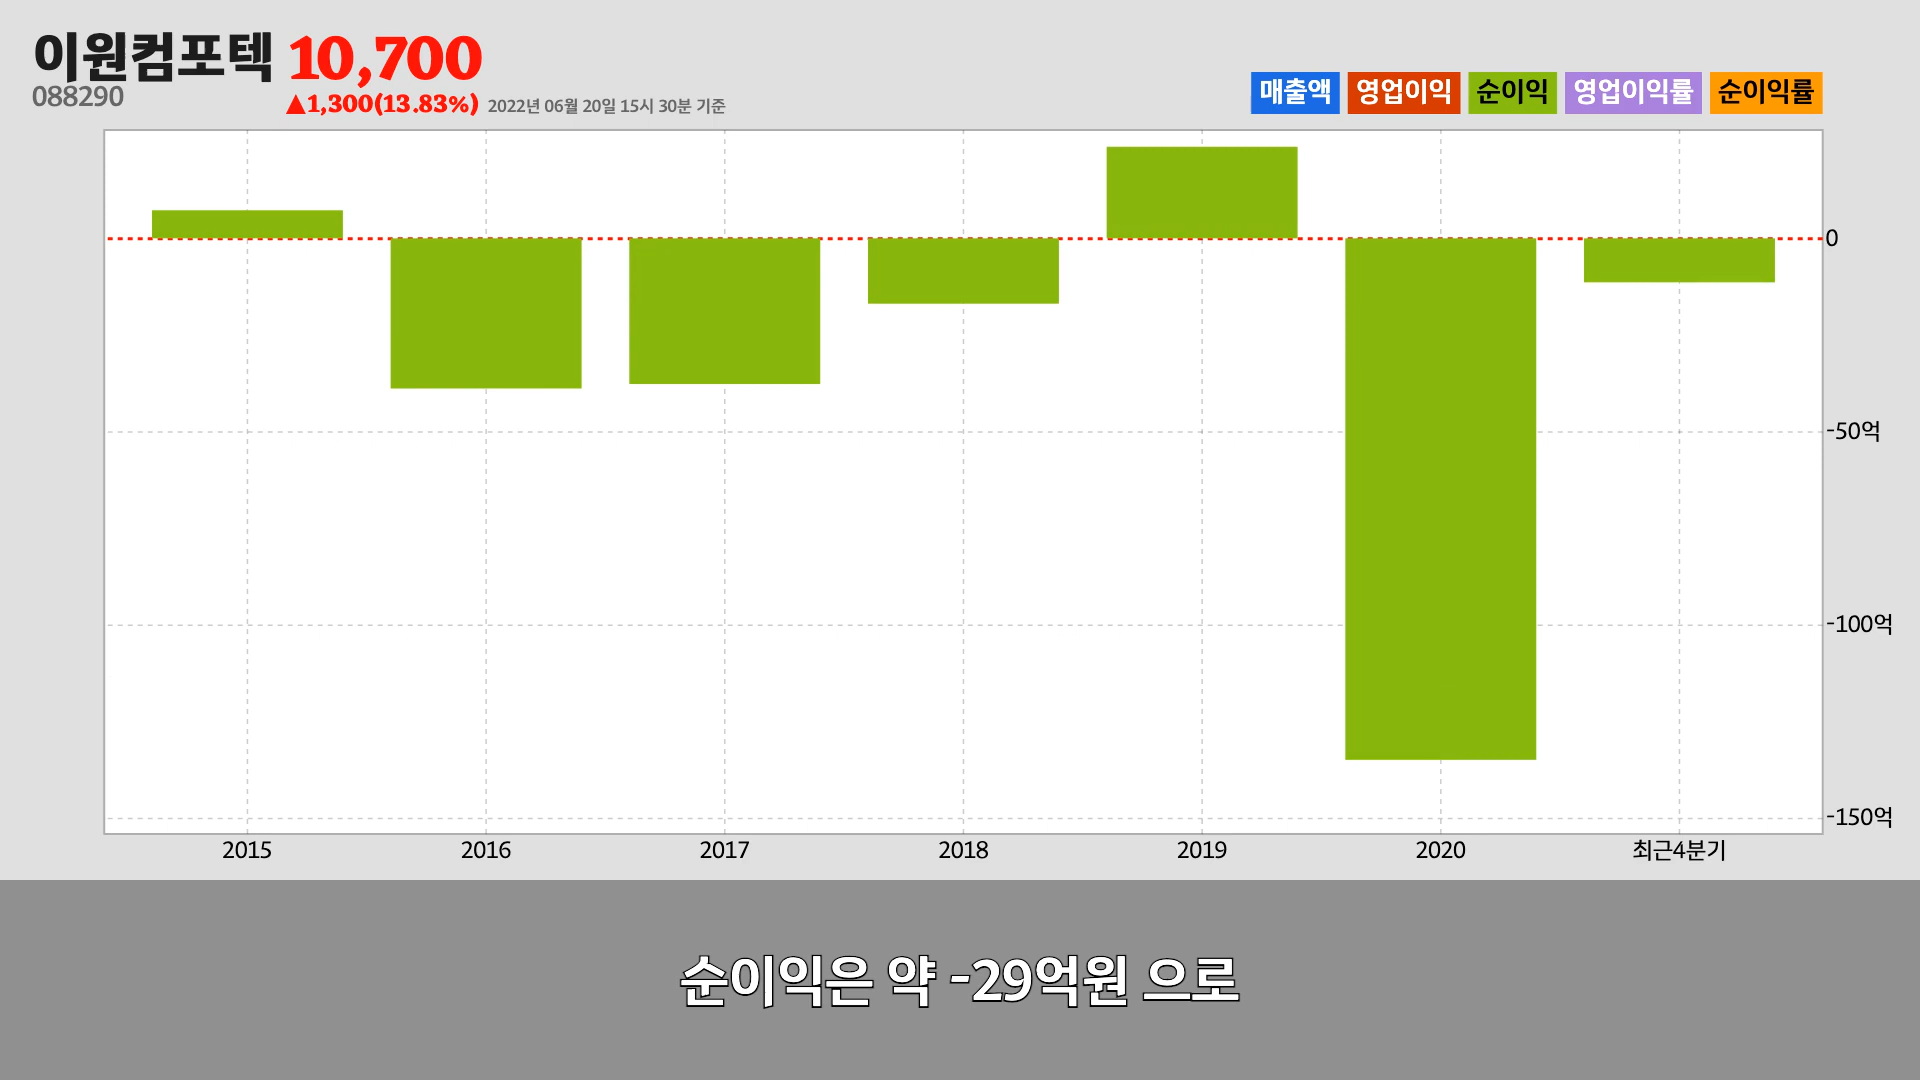 이원컴포텍 10,700
088290
▲1,300(13.83%) 2022년 06월 20일 15시 30분 기준
매출액 영업이익 순이익 영업이익률 순이익률
0
-50억
-100억
-150억
2015 2016 2017 2018 2019 2020 최근4분기
순이익은 약 -29억원 으로